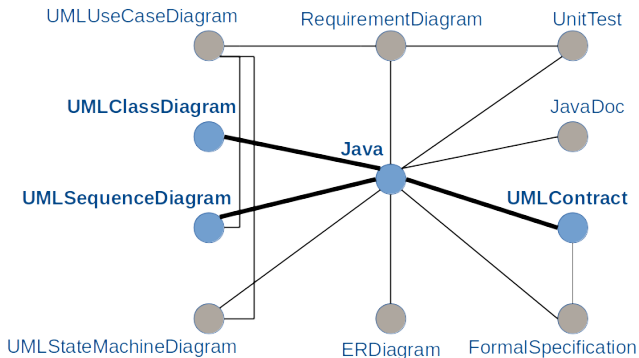 UMLUseCaseDiagram
RequirementDiagram
UnitTest
UMLClassDiagram
JavaDoc
Java
UMLSequenceDiagram
UMLContract
UMLStateMachineDiagram
ERDiagram
FormalSpecification